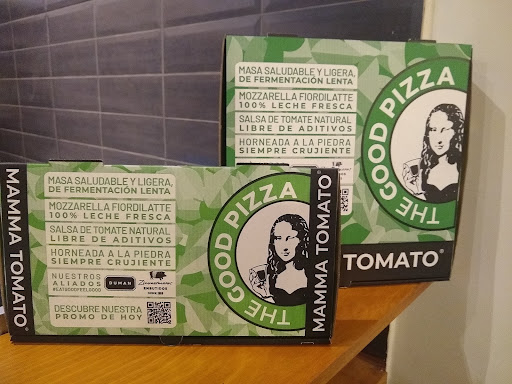 MASA SALUDABLE Y LIGERA,
DE FERMENTACIÓN LENTA
MOZZARELLA FIORDILATTE
100% LECHE FRESCA
SALSA DE TOMATE NATURAL
LIBRE DE ADITIVOS
HORNEADA A LA PIEDRA
SIEMPRE CRUJIENTE
THE GOOD PIZZA
TOMATO®
MAMMA TOMATO®
MASA SALUDABLE Y LIGERA,
DE FERMENTACIÓN LENTA
MOZZARELLA FIORDILATTE
100% LECHE FRESCA
SALSA DE TOMATE NATURAL
LIBRE DE ADITIVOS
HORNEADA A LA PIEDRA
SIEMPRE CRUJIENTE
NUESTROS
ALIADOS
DUMAN
EMBUTIDOS
DESCUBRE NUESTRA
PROMO DE HOY
THE GOOD PIZZA
MAMMA TOMATO®